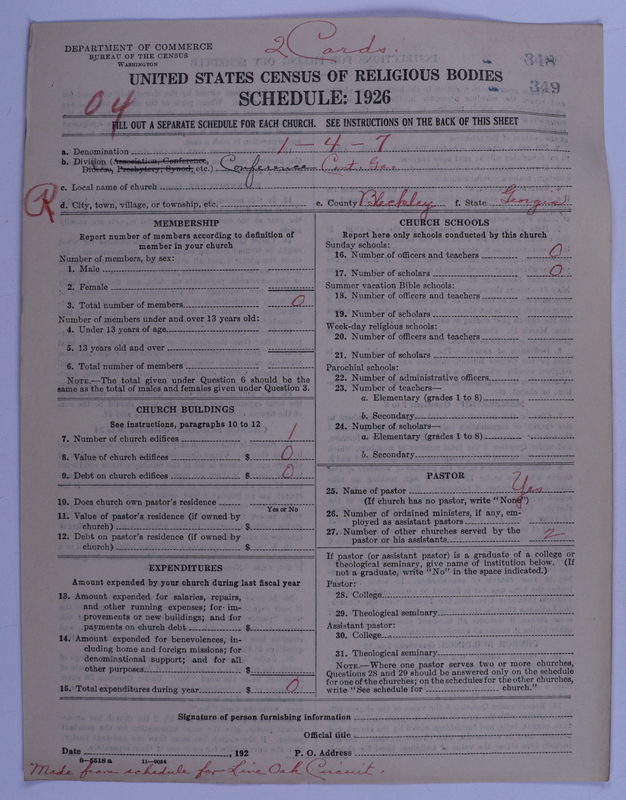 2 Cards.
348
349
DEPARTMENT OF COMMERCE
BUREAU OF THE CENSUS
WASHINGTON
UNITED STATES CENSUS OF RELIGIOUS BODIES
SCHEDULE: 1926
04
FILL OUT A SEPARATE SCHEDULE FOR EACH CHURCH. SEE INSTRUCTIONS ON THE BACK OF THIS SHEET
a. Denomination 1-4-7
b. Division (Association, Conference,
Diocese, Presbytery, Synod, etc.) Conference Cent. Ga.
c. Local name of church
R
d. City, town, village, or township, etc. e. County Bleckley f. State Georgia
MEMBERSHIP
Report number of members according to definition of
member in your church
Number of members, by sex:
1. Male
2. Female
3. Total number of members 0
Number of members under and over 13 years old:
4. Under 13 years of age
5. 13 years old and over
6. Total number of members
NOTE.—The total given under Question 6 should be the
same as the total of males and females given under Question 3.
CHURCH BUILDINGS
See instructions, paragraphs 10 to 12
7. Number of church edifices 1
8. Value of church edifices $ 0
9. Debt on church edifices $ 0
10. Does church own pastor's residence
Yes or No
11. Value of pastor's residence (if owned by
church) $
12. Debt on pastor's residence (if owned by
church) $
EXPENDITURES
Amount expended by your church during last fiscal year
13. Amount expended for salaries, repairs,
and other running expenses; for im-
provements or new buildings; and for
payments on church debt $
14. Amount expended for benevolences, in-
cluding home and foreign missions; for
denominational support; and for all
other purposes $
15. Total expenditures during year $ 0
CHURCH SCHOOLS
Report here only schools conducted by this church
Sunday schools:
16. Number of officers and teachers 0
17. Number of scholars 0
Summer vacation Bible schools:
18. Number of officers and teachers
19. Number of scholars
Week-day religious schools:
20. Number of officers and teachers
21. Number of scholars
Parochial schools:
22. Number of administrative officers
23. Number of teachers—
a. Elementary (grades 1 to 8)
b. Secondary
24. Number of scholars—
a. Elementary (grades 1 to 8)
b. Secondary
PASTOR
25. Name of pastor Yes
(If church has no pastor, write "None")
26. Number of ordained ministers, if any, em-
ployed as assistant pastors
27. Number of other churches served by the
pastor or his assistants 2
If pastor (or assistant pastor) is a graduate of a college or
theological seminary, give name of institution below. (If
not a graduate, write "No" in the space indicated.)
Pastor:
28. College
29. Theological seminary
Assistant pastor:
30. College
31. Theological seminary
NOTE.—Where one pastor serves two or more churches,
Questions 28 and 29 should be answered only on the schedule
for one of the churches; on the schedules for the other churches,
write "See schedule for church."
Signature of person furnishing information
Official title
Date , 192 P. O. Address
8—5518a 11—9234
Made from schedule for Live Oak Circuit.